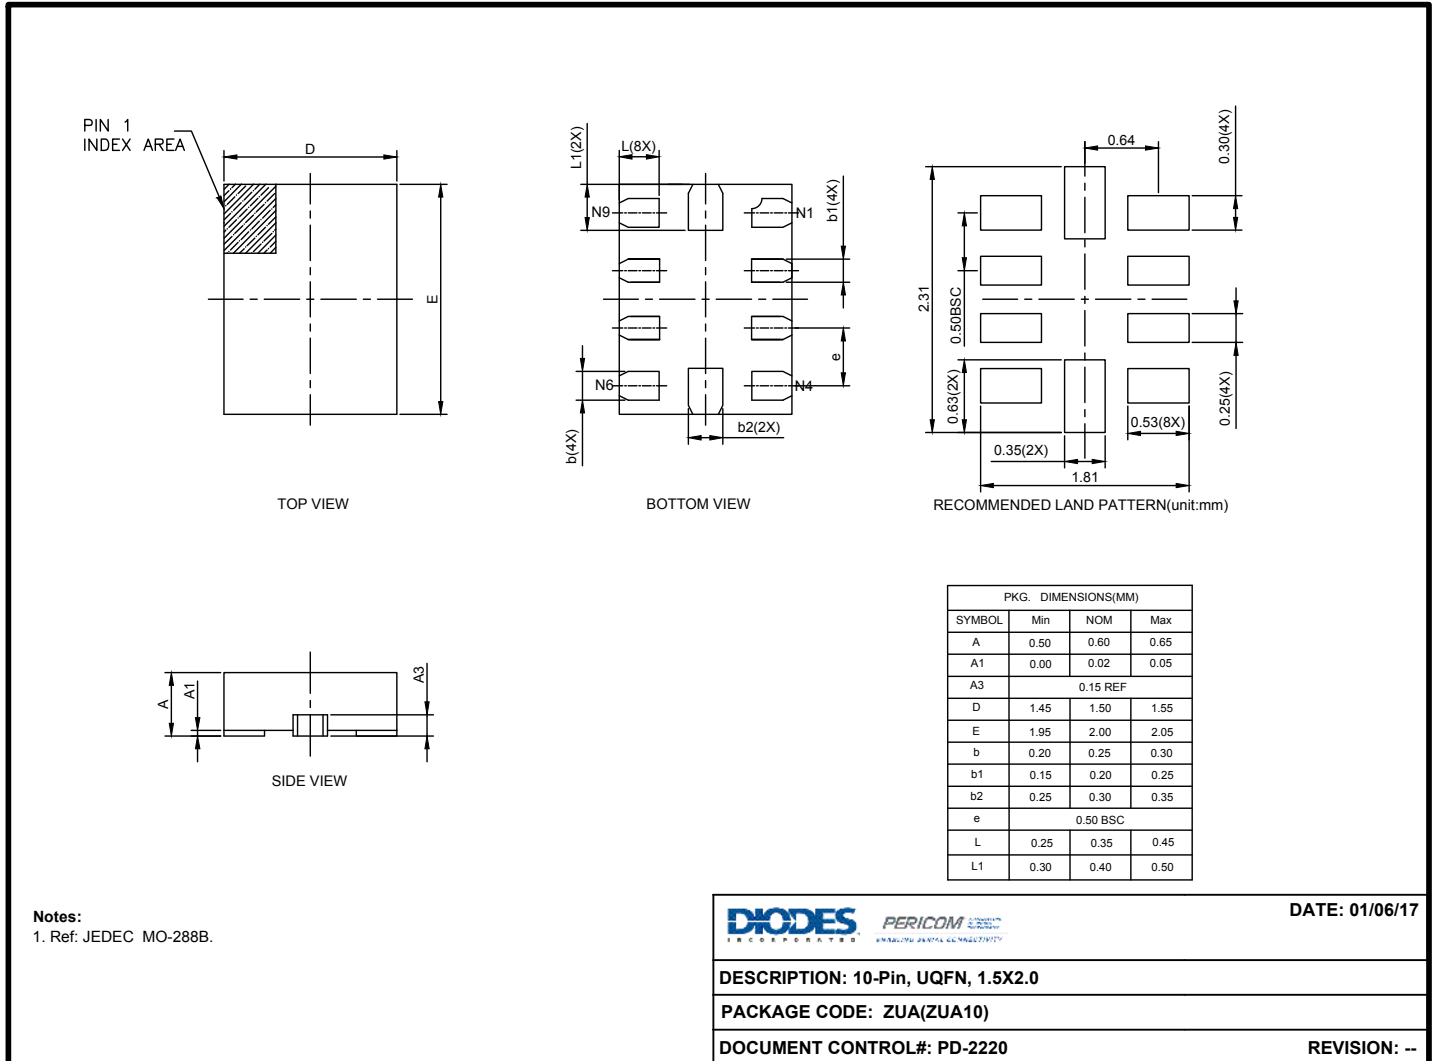 PIN 1
INDEX AREA
D
E
TOP VIEW
L1(2X)
L(8X)
b1(4X)
N9
N1
e
N6
N4
b(4X)
b2(2X)
BOTTOM VIEW
0.64
0.30(4X)
2.31
0.50BSC
0.63(2X)
0.25(4X)
0.53(8X)
0.35(2X)
1.81
RECOMMENDED LAND PATTERN(unit:mm)
A
A1
A3
SIDE VIEW
PKG. DIMENSIONS(MM)
SYMBOL Min NOM Max
A 0.50 0.60 0.65
A1 0.00 0.02 0.05
A3 0.15 REF
D 1.45 1.50 1.55
E 1.95 2.00 2.05
b 0.20 0.25 0.30
b1 0.15 0.20 0.25
b2 0.25 0.30 0.35
e 0.50 BSC
L 0.25 0.35 0.45
L1 0.30 0.40 0.50
Notes:
1. Ref: JEDEC MO-288B.
DIODES
INCORPORATED
PERICOM
ENABLING SERIAL CONNECTIVITY
DATE: 01/06/17
DESCRIPTION: 10-Pin, UQFN, 1.5X2.0
PACKAGE CODE: ZUA(ZUA10)
DOCUMENT CONTROL#: PD-2220
REVISION: --